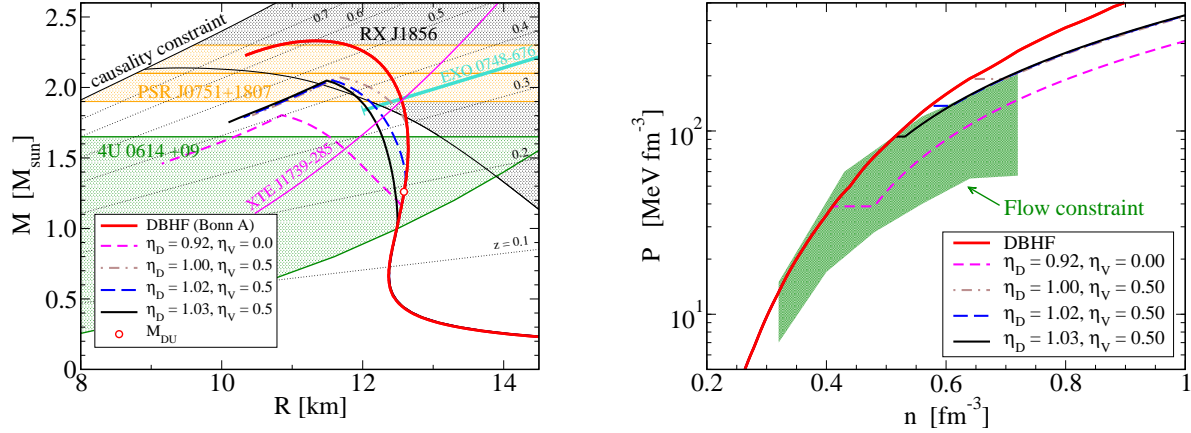 2.5
2.0
1.5
1.0
0.5
0
M [M_sun]
8
9
10
11
12
13
14
R [km]
causality constraint
0.7
0.6
0.5
0.4
0.3
0.2
z = 0.1
RX J1856
EXO 0748-676
PSR J0751+1807
4U 0614 +09
XTE J1739-285
DBHF (Bonn A)
η_D = 0.92, η_V = 0.0
η_D = 1.00, η_V = 0.5
η_D = 1.02, η_V = 0.5
η_D = 1.03, η_V = 0.5
M_DU
10^2
10^1
P [MeV fm^-3]
0.2
0.4
0.6
0.8
1
n [fm^-3]
Flow constraint
DBHF
η_D = 0.92, η_V = 0.00
η_D = 1.00, η_V = 0.50
η_D = 1.02, η_V = 0.50
η_D = 1.03, η_V = 0.50